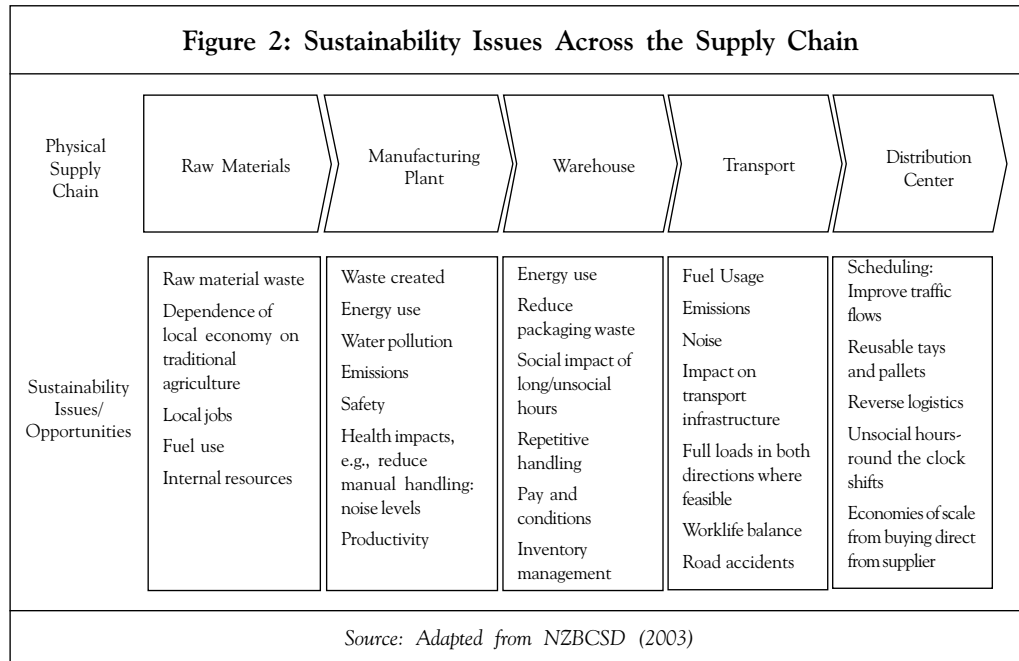 Figure 2: Sustainability Issues Across the Supply Chain
Physical
Supply
Chain
Raw Materials
Manufacturing
Plant
Warehouse
Transport
Distribution
Center
Sustainability
Issues/
Opportunities
Raw material waste
Dependence of
local economy on
traditional
agriculture
Local jobs
Fuel use
Internal resources
Waste created
Energy use
Water pollution
Emissions
Safety
Health impacts,
e.g., reduce
manual handling:
noise levels
Productivity
Energy use
Reduce
packaging waste
Social impact of
long/unsocial
hours
Repetitive
handling
Pay and
conditions
Inventory
management
Fuel Usage
Emissions
Noise
Impact on
transport
infrastructure
Full loads in both
directions where
feasible
Worklife balance
Road accidents
Scheduling:
Improve traffic
flows
Reusable tays
and pallets
Reverse logistics
Unsocial hours-
round the clock
shifts
Economies of scale
from buying direct
from supplier
Source: Adapted from NZBCSD (2003)